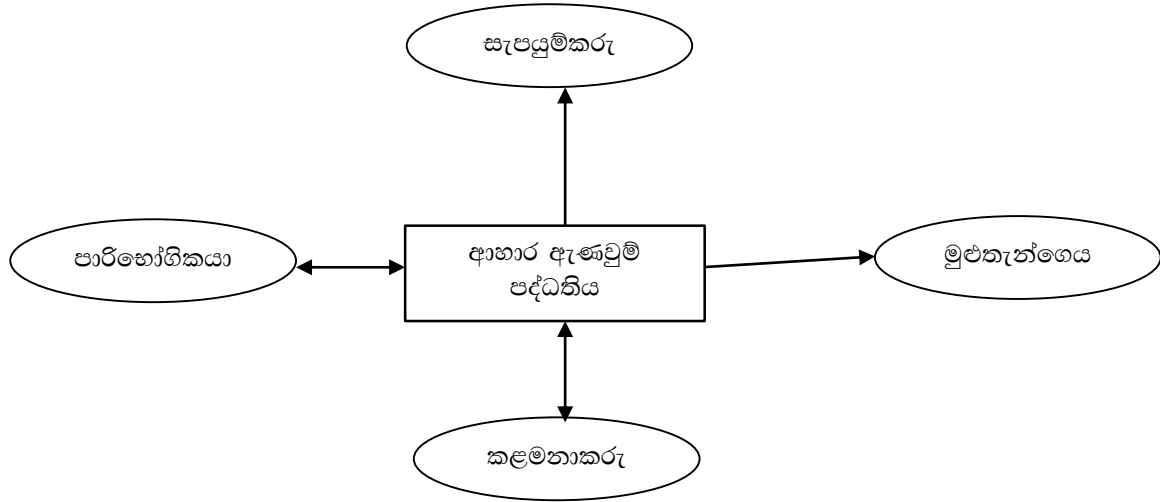 සැපයුම්කරු
පාරිභෝගිකයා
ආහාර ඇණවුම්
පද්ධතිය
මුළුතැන්ගෙය
කළමනාකරු